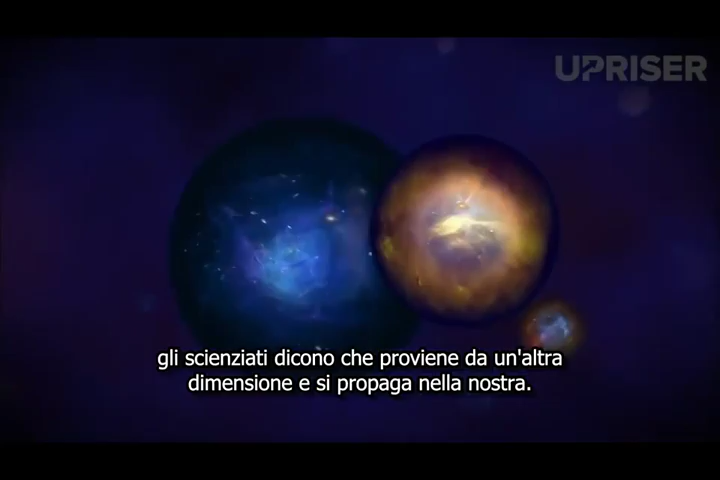 UPRISER
gli scienziati dicono che proviene da un'altra
dimensione e si propaga nella nostra.